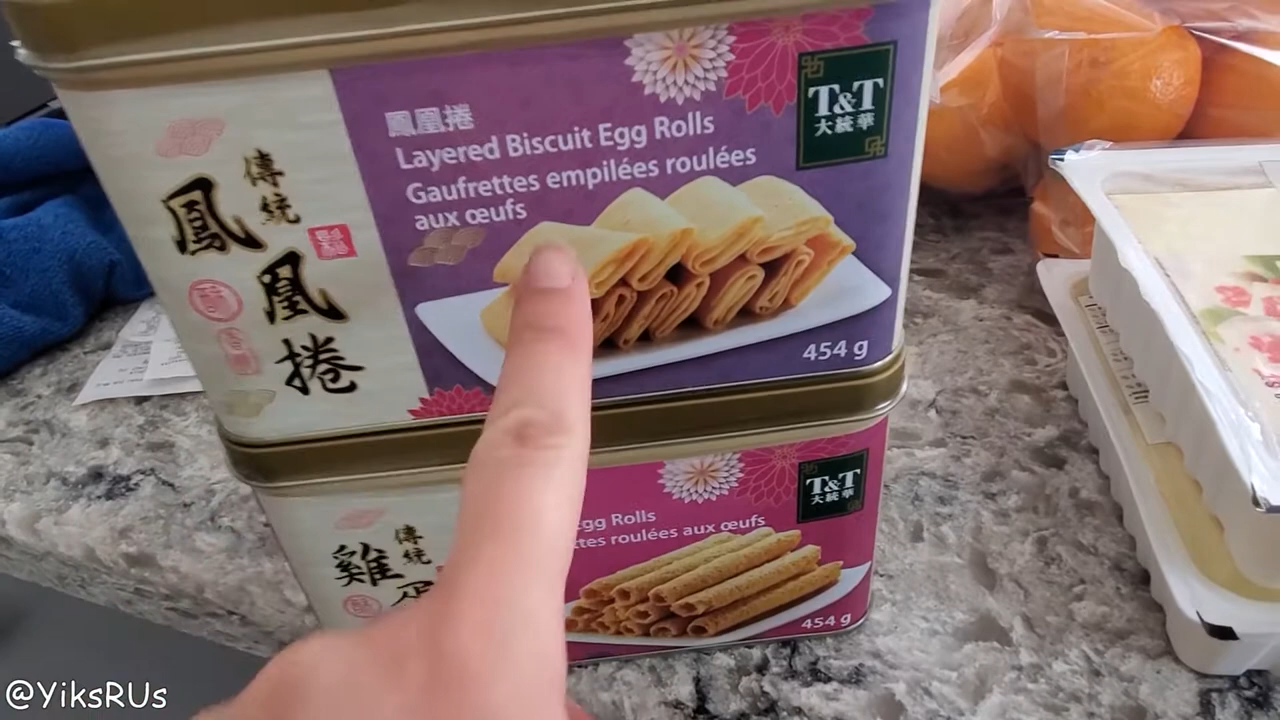 鳳凰捲
Layered Biscuit Egg Rolls
Gaufrettes empilées roulées
aux œufs
T&T
大統華
傳統
鳳凰捲
454 g
Egg Rolls
roulées aux œufs
T&T
大統華
傳統
雞
454 g
@YiksRUs